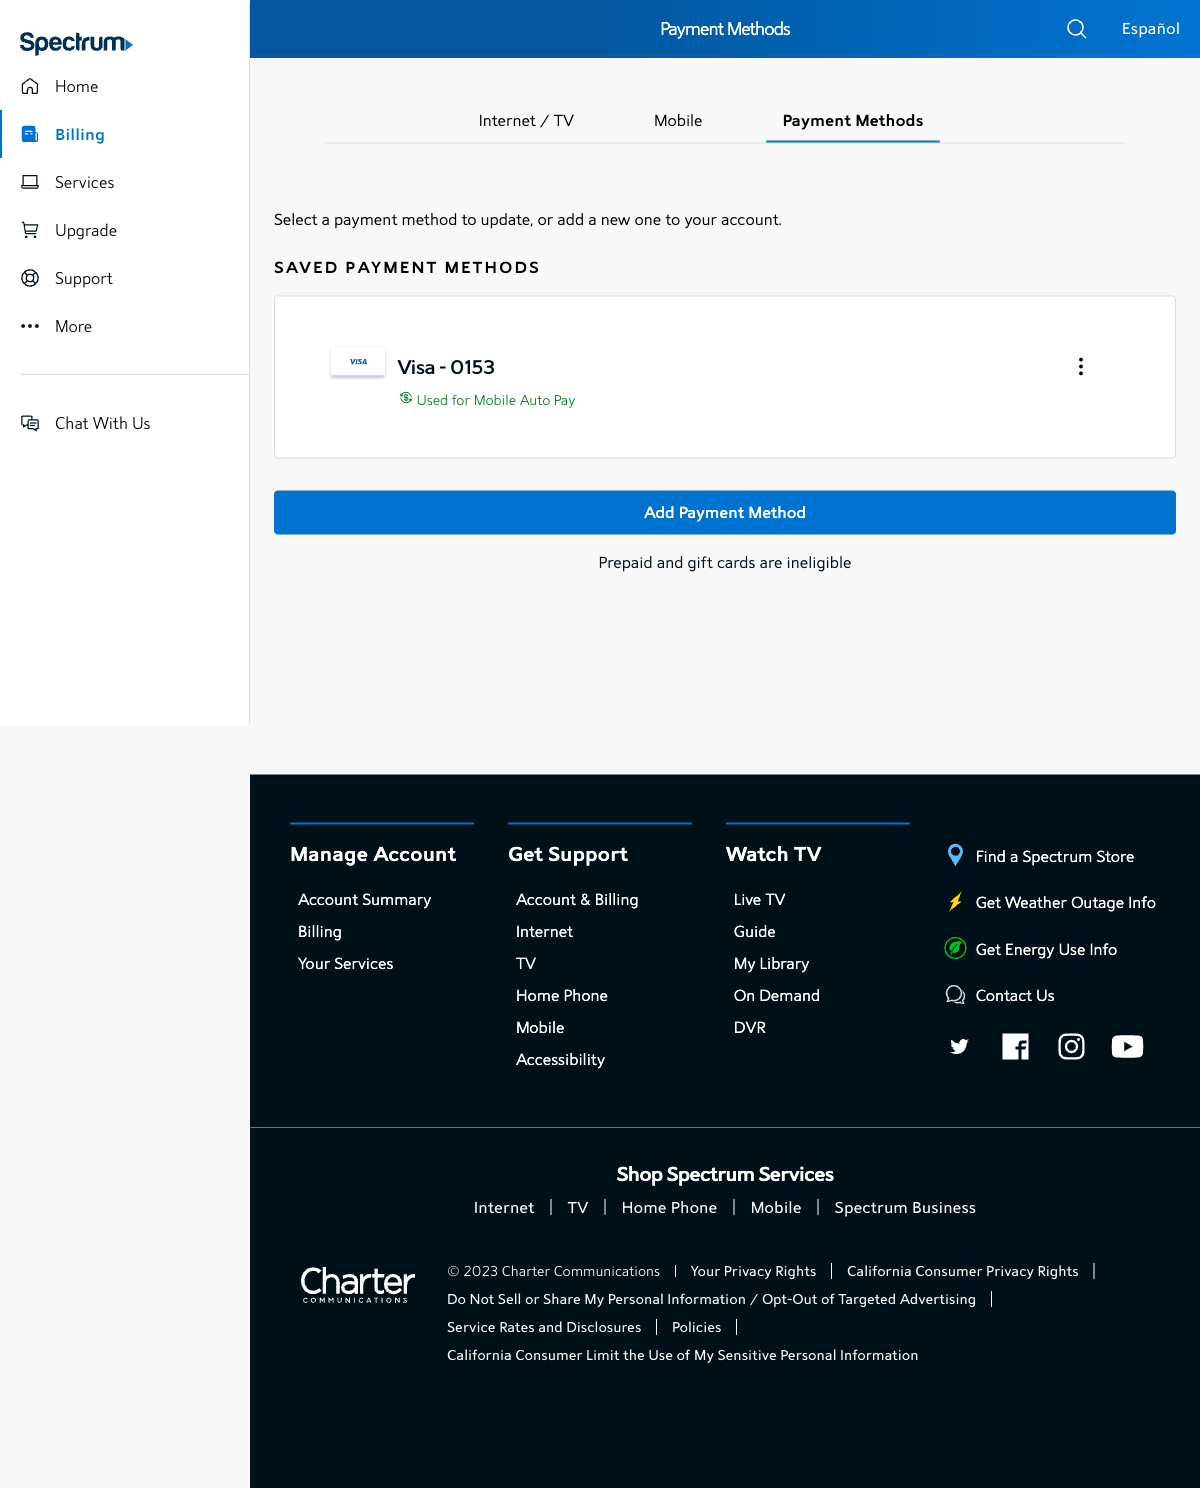 Spectrum
Home
Billing
Services
Upgrade
Support
More
Chat With Us
Payment Methods
Español
Internet / TV
Mobile
Payment Methods
Select a payment method to update, or add a new one to your account.
SAVED PAYMENT METHODS
VISA
Visa - 0153
Used for Mobile Auto Pay
Add Payment Method
Prepaid and gift cards are ineligible
Manage Account
Account Summary
Billing
Your Services
Get Support
Account & Billing
Internet
TV
Home Phone
Mobile
Accessibility
Watch TV
Live TV
Guide
My Library
On Demand
DVR
Find a Spectrum Store
Get Weather Outage Info
Get Energy Use Info
Contact Us
Shop Spectrum Services
Internet | TV | Home Phone | Mobile | Spectrum Business
Charter
COMMUNICATIONS
© 2023 Charter Communications | Your Privacy Rights | California Consumer Privacy Rights |
Do Not Sell or Share My Personal Information / Opt-Out of Targeted Advertising |
Service Rates and Disclosures | Policies |
California Consumer Limit the Use of My Sensitive Personal Information